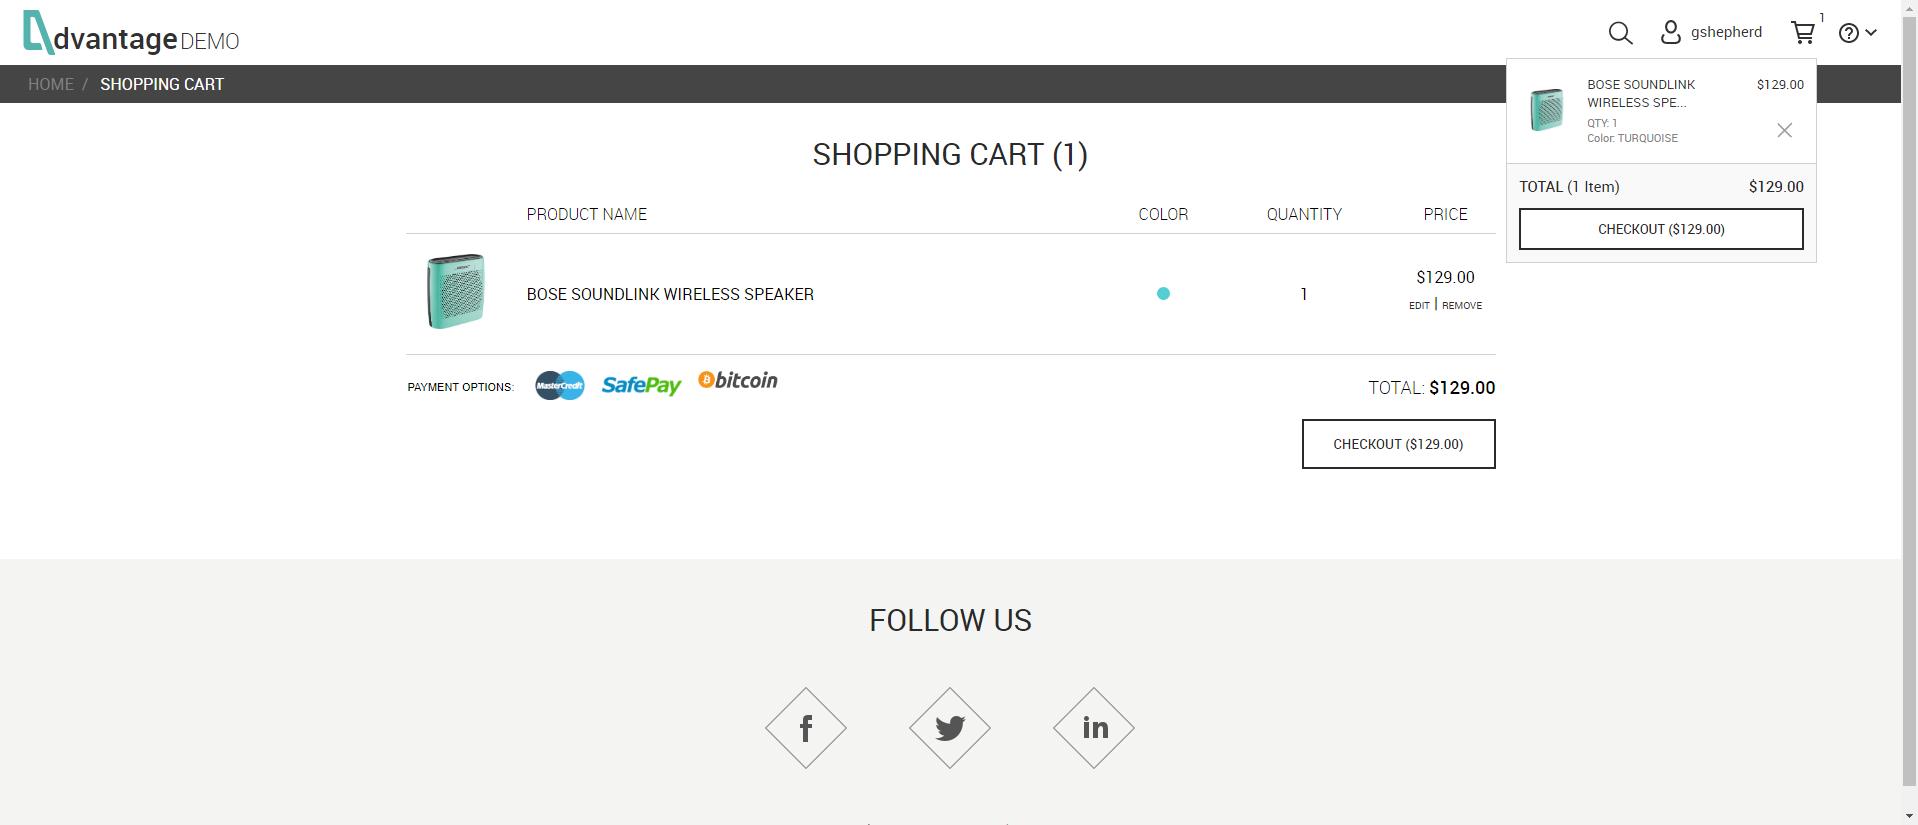 dvantage DEMO
gshepherd
1
HOME / SHOPPING CART
BOSE SOUNDLINK
WIRELESS SPE...
$129.00
QTY: 1
Color: TURQUOISE
TOTAL (1 Item) $129.00
CHECKOUT ($129.00)
SHOPPING CART (1)
PRODUCT NAME COLOR QUANTITY PRICE
BOSE SOUNDLINK WIRELESS SPEAKER 1 $129.00
EDIT | REMOVE
PAYMENT OPTIONS: MasterCredit SafePay bitcoin
TOTAL: $129.00
CHECKOUT ($129.00)
FOLLOW US
f
in